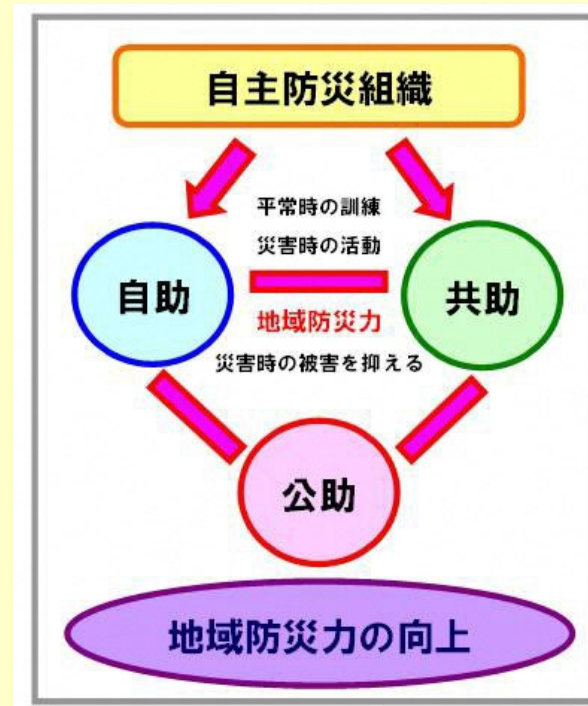 自主防災組織
平常時の訓練
災害時の活動
自助
共助
地域防災力
災害時の被害を抑える
公助
地域防災力の向上